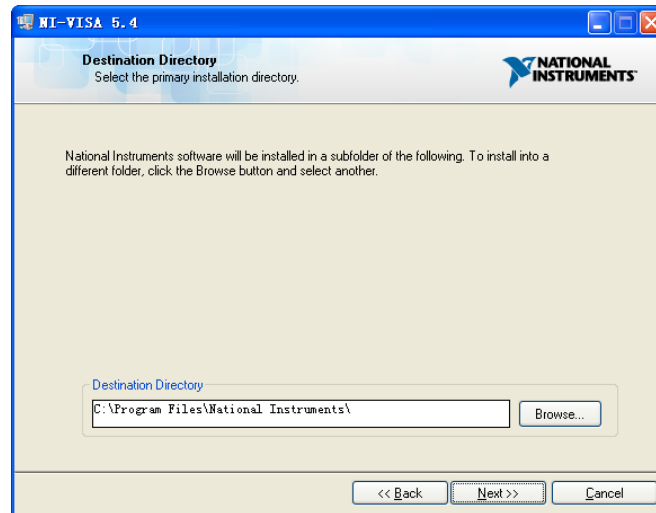 NI-VISA 5.4
Destination Directory
Select the primary installation directory.
NATIONAL
INSTRUMENTS
National Instruments software will be installed in a subfolder of the following. To install into a
different folder, click the Browse button and select another.
Destination Directory
C:\Program Files\National Instruments\
Browse...
<< Back
Next >>
Cancel